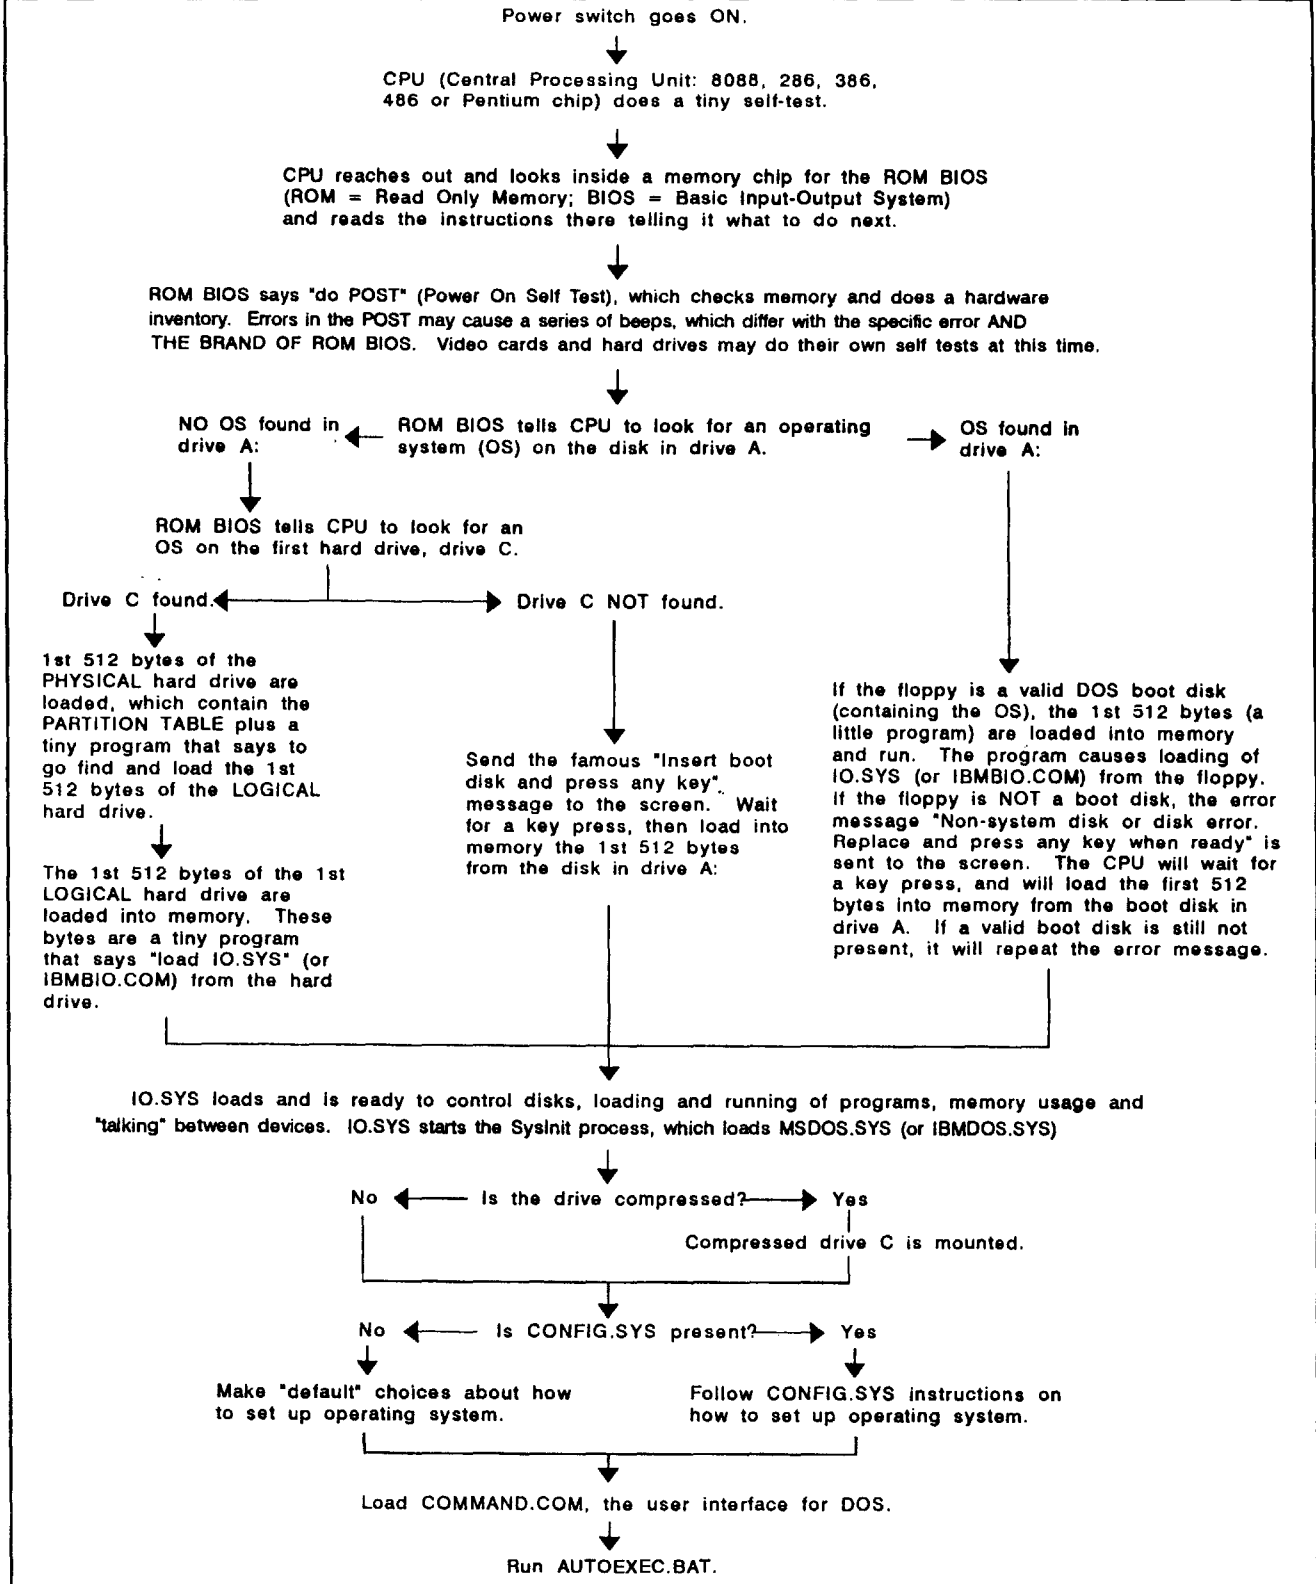 Power switch goes ON.
CPU (Central Processing Unit: 8088, 286, 386,
486 or Pentium chip) does a tiny self-test.
CPU reaches out and looks inside a memory chip for the ROM BIOS
(ROM = Read Only Memory; BIOS = Basic Input-Output System)
and reads the instructions there telling it what to do next.
ROM BIOS says "do POST" (Power On Self Test), which checks memory and does a hardware
inventory. Errors in the POST may cause a series of beeps, which differ with the specific error AND
THE BRAND OF ROM BIOS. Video cards and hard drives may do their own self tests at this time.
NO OS found in
drive A:
ROM BIOS tells CPU to look for an operating
system (OS) on the disk in drive A.
OS found in
drive A:
ROM BIOS tells CPU to look for an
OS on the first hard drive, drive C.
Drive C found.
Drive C NOT found.
1st 512 bytes of the
PHYSICAL hard drive are
loaded, which contain the
PARTITION TABLE plus a
tiny program that says to
go find and load the 1st
512 bytes of the LOGICAL
hard drive.
The 1st 512 bytes of the 1st
LOGICAL hard drive are
loaded into memory. These
bytes are a tiny program
that says "load IO.SYS" (or
IBMBIO.COM) from the hard
drive.
Send the famous "Insert boot
disk and press any key"
message to the screen. Wait
for a key press, then load into
memory the 1st 512 bytes
from the disk in drive A:
If the floppy is a valid DOS boot disk
(containing the OS), the 1st 512 bytes (a
little program) are loaded into memory
and run. The program causes loading of
IO.SYS (or IBMBIO.COM) from the floppy.
If the floppy is NOT a boot disk, the error
message "Non-system disk or disk error.
Replace and press any key when ready" is
sent to the screen. The CPU will wait for
a key press, and will load the first 512
bytes into memory from the boot disk in
drive A. If a valid boot disk is still not
present, it will repeat the error message.
IO.SYS loads and is ready to control disks, loading and running of programs, memory usage and
"talking" between devices. IO.SYS starts the SysInit process, which loads MSDOS.SYS (or IBMDOS.SYS)
No
Is the drive compressed?
Yes
Compressed drive C is mounted.
No
Is CONFIG.SYS present?
Yes
Make "default" choices about how
to set up operating system.
Follow CONFIG.SYS instructions on
how to set up operating system.
Load COMMAND.COM, the user interface for DOS.
Run AUTOEXEC.BAT.